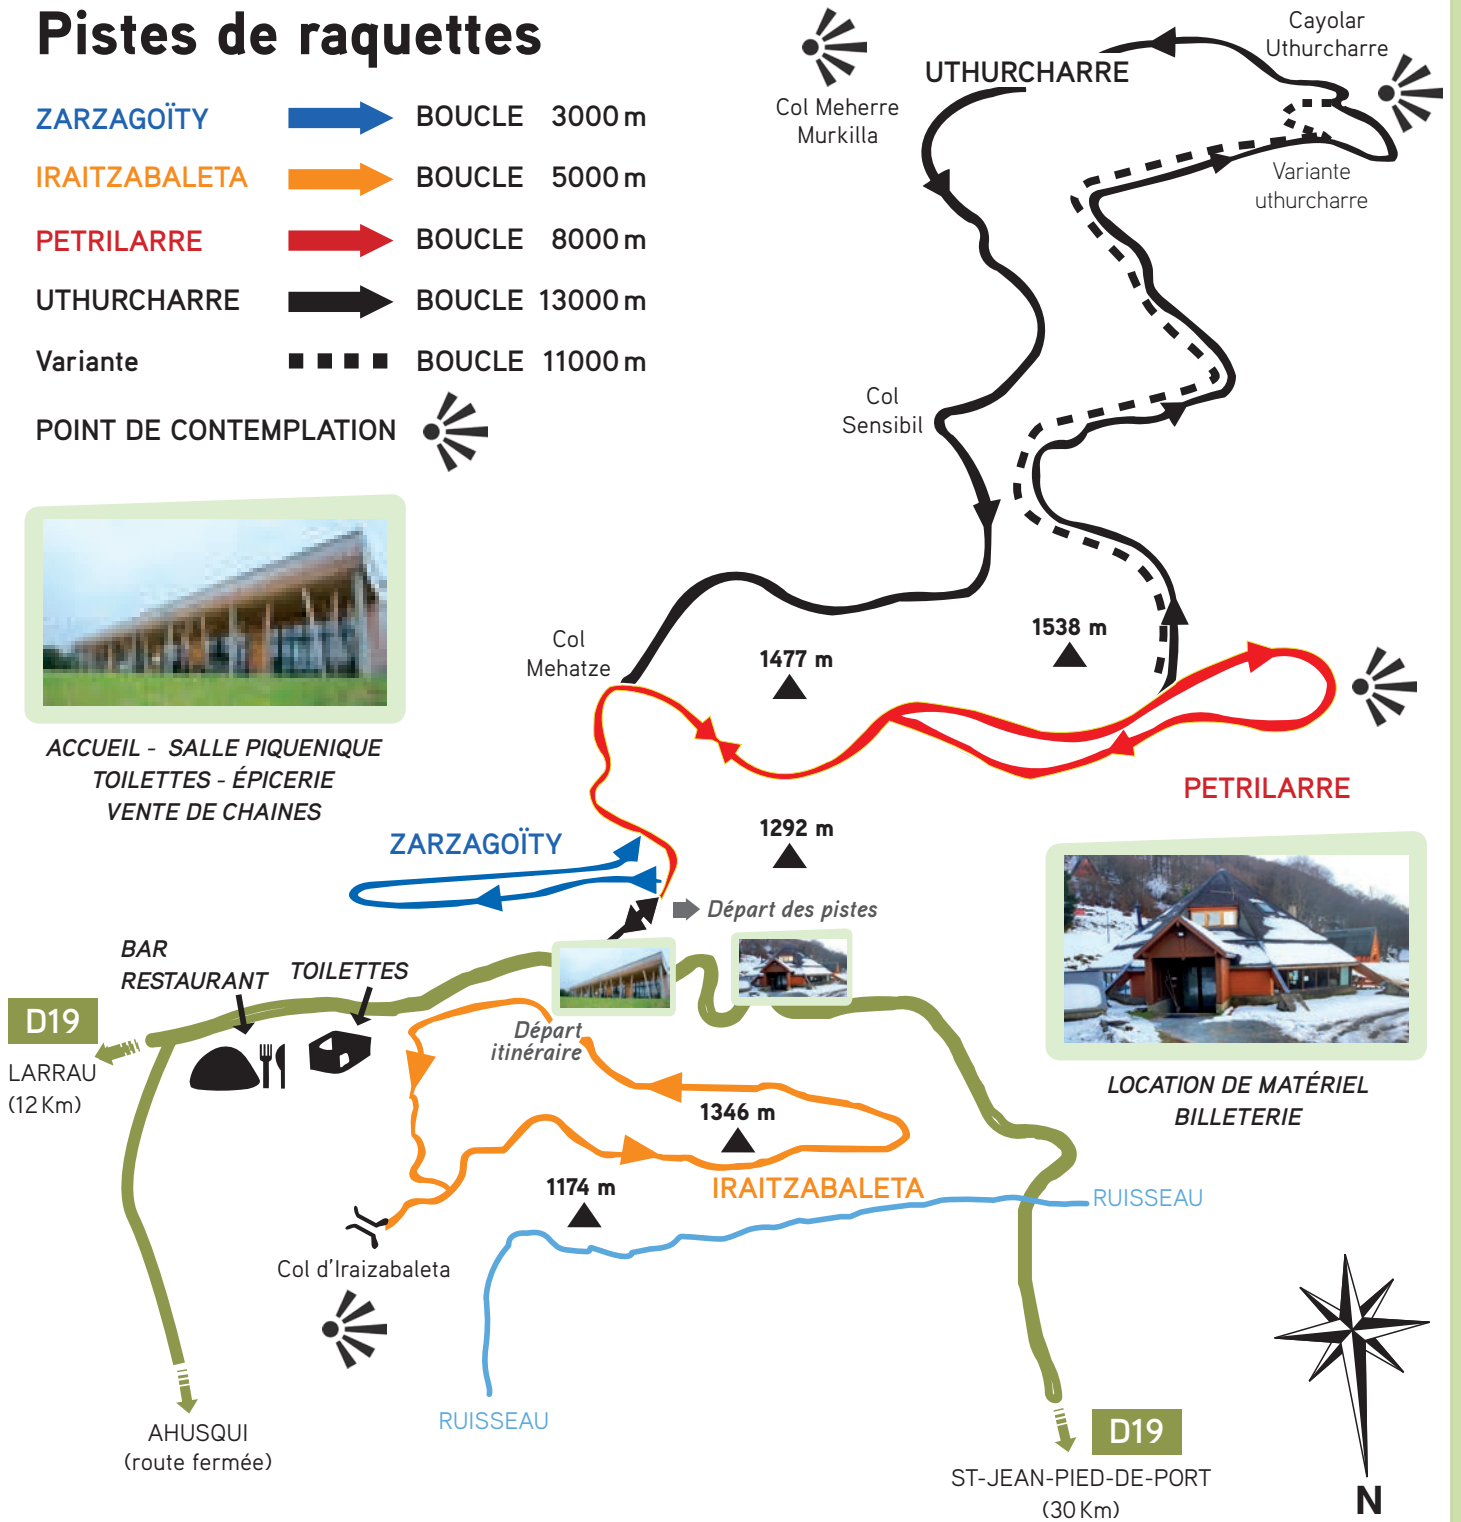 Pistes de raquettes
ZARZAGOÏTY BOUCLE 3000 m
IRAITZABALETA BOUCLE 5000 m
PETRILARRE BOUCLE 8000 m
UTHURCHARRE BOUCLE 13000 m
Variante BOUCLE 11000 m
POINT DE CONTEMPLATION
Col Meherre
Murkilla
UTHURCHARRE
Cayolar
Uthurcharre
Variante
uthurcharre
Col
Sensibil
Col
Mehatze
1477 m
1538 m
ACCUEIL - SALLE PIQUENIQUE
TOILETTES - ÉPICERIE
VENTE DE CHAINES
PETRILARRE
ZARZAGOÏTY
1292 m
Départ des pistes
BAR
RESTAURANT
TOILETTES
D19
LARRAU
(12 Km)
Départ
itinéraire
LOCATION DE MATÉRIEL
BILLETERIE
1346 m
1174 m
IRAITZABALETA
RUISSEAU
Col d'Iraizabaleta
RUISSEAU
AHUSQUI
(route fermée)
D19
ST-JEAN-PIED-DE-PORT
(30 Km)
N